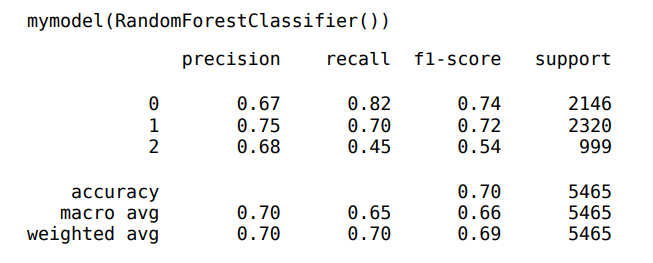 mymodel(RandomForestClassifier())
precision recall f1-score support
0 0.67 0.82 0.74 2146
1 0.75 0.70 0.72 2320
2 0.68 0.45 0.54 999
accuracy 0.70 5465
macro avg 0.70 0.65 0.66 5465
weighted avg 0.70 0.70 0.69 5465